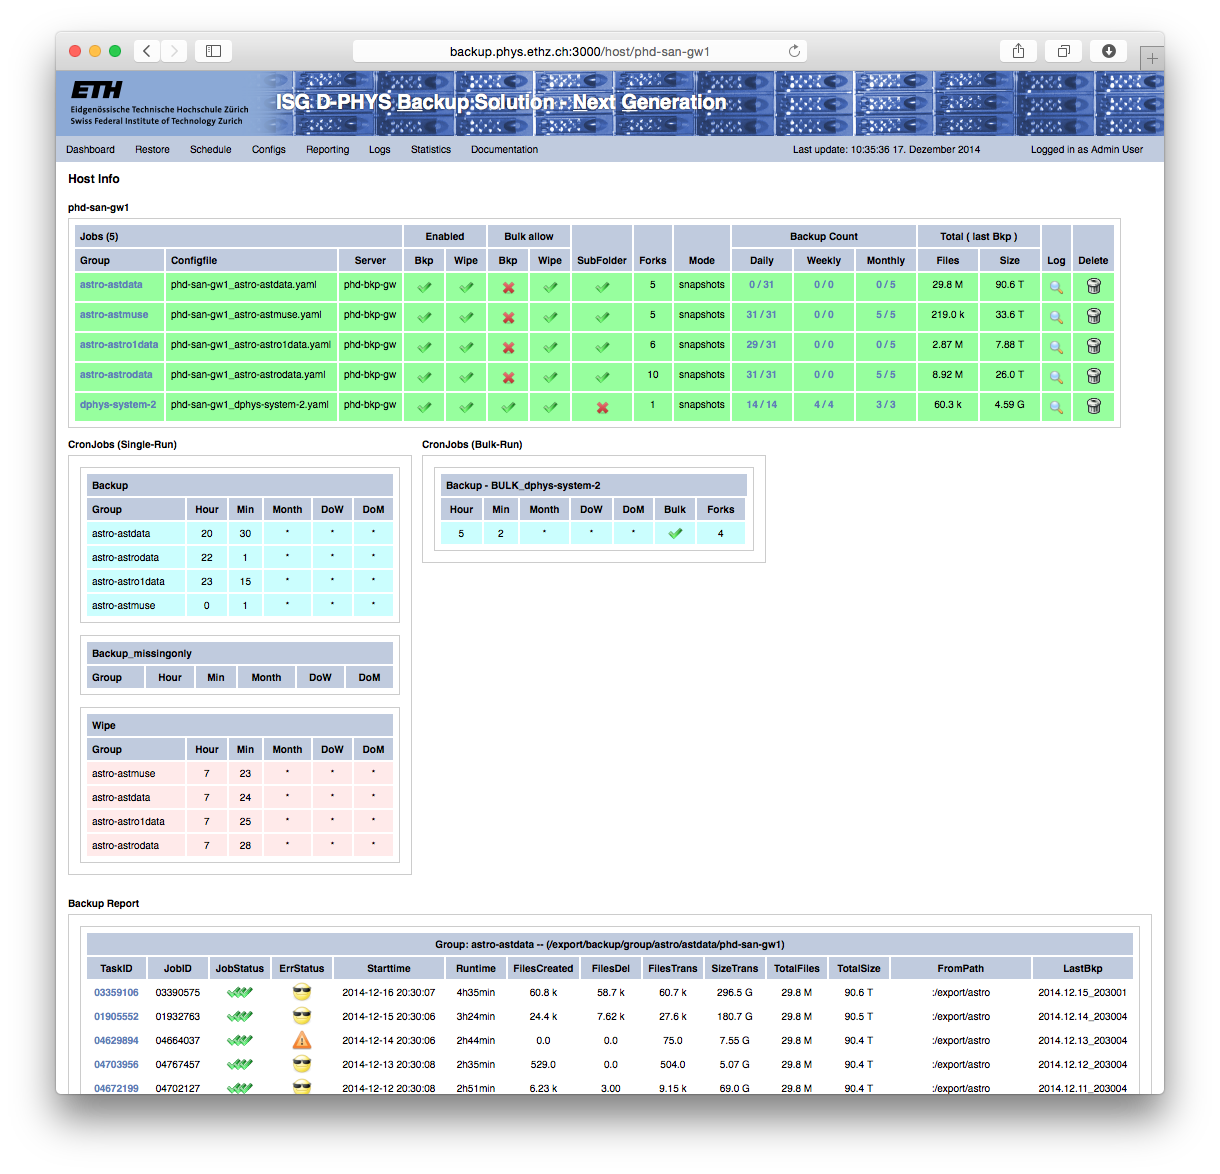 backup.phys.ethz.ch:3000/host/phd-san-gw1
ETH
Eidgenössische Technische Hochschule Zürich
Swiss Federal Institute of Technology Zurich
ISG D-PHYS Backup Solution - Next Generation
Dashboard Restore Schedule Configs Reporting Logs Statistics Documentation Last update: 10:35:36 17. Dezember 2014 Logged in as Admin User
Host Info
phd-san-gw1
Jobs (5) Enabled Bulk allow Backup Count Total ( last Bkp )
Group Configfile Server Bkp Wipe Bkp Wipe SubFolder Forks Mode Daily Weekly Monthly Files Size Log Delete
astro-astdata phd-san-gw1_astro-astdata.yaml phd-bkp-gw 5 snapshots 0 / 31 0 / 0 0 / 5 29.8 M 90.6 T
astro-astmuse phd-san-gw1_astro-astmuse.yaml phd-bkp-gw 5 snapshots 31 / 31 0 / 0 5 / 5 219.0 k 33.6 T
astro-astro1data phd-san-gw1_astro-astro1data.yaml phd-bkp-gw 6 snapshots 29 / 31 0 / 0 0 / 5 2.87 M 7.88 T
astro-astrodata phd-san-gw1_astro-astrodata.yaml phd-bkp-gw 10 snapshots 31 / 31 0 / 0 5 / 5 8.92 M 26.0 T
dphys-system-2 phd-san-gw1_dphys-system-2.yaml phd-bkp-gw 1 snapshots 14 / 14 4 / 4 3 / 3 60.3 k 4.59 G
CronJobs (Single-Run)
Backup
Group Hour Min Month DoW DoM
astro-astdata 20 30 * * *
astro-astrodata 22 1 * * *
astro-astro1data 23 15 * * *
astro-astmuse 0 1 * * *
Backup_missingonly
Group Hour Min Month DoW DoM
Wipe
Group Hour Min Month DoW DoM
astro-astmuse 7 23 * * *
astro-astdata 7 24 * * *
astro-astro1data 7 25 * * *
astro-astrodata 7 28 * * *
CronJobs (Bulk-Run)
Backup - BULK_dphys-system-2
Hour Min Month DoW DoM Bulk Forks
5 2 * * * 4
Backup Report
Group: astro-astdata -- (/export/backup/group/astro/astdata/phd-san-gw1)
TaskID JobID JobStatus ErrStatus Starttime Runtime FilesCreated FilesDel FilesTrans SizeTrans TotalFiles TotalSize FromPath LastBkp
03359106 03390575 2014-12-16 20:30:07 4h35min 60.8 k 58.7 k 60.7 k 296.5 G 29.8 M 90.6 T :/export/astro 2014.12.15_203001
01905552 01932763 2014-12-15 20:30:06 3h24min 24.4 k 7.62 k 27.6 k 180.7 G 29.8 M 90.5 T :/export/astro 2014.12.14_203004
04629894 04664037 2014-12-14 20:30:06 2h44min 0.0 0.0 75.0 7.55 G 29.8 M 90.4 T :/export/astro 2014.12.13_203004
04703956 04767457 2014-12-13 20:30:08 2h35min 529.0 0.0 504.0 5.07 G 29.8 M 90.4 T :/export/astro 2014.12.12_203004
04672199 04702127 2014-12-12 20:30:08 2h51min 6.23 k 3.00 9.15 k 69.0 G 29.8 M 90.4 T :/export/astro 2014.12.11_203004